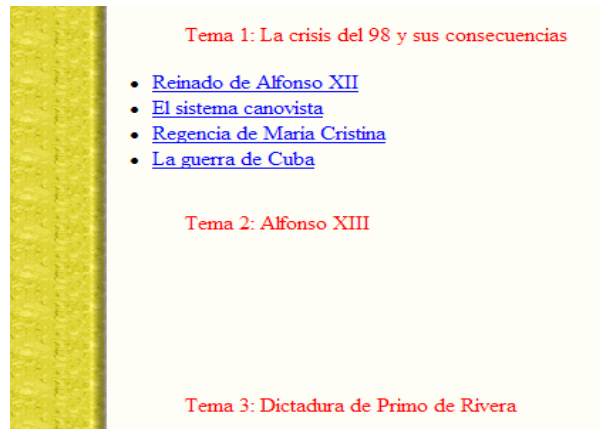 Tema 1: La crisis del 98 y sus consecuencias
Reinado de Alfonso XII
El sistema canovista
Regencia de María Cristina
La guerra de Cuba
Tema 2: Alfonso XIII
Tema 3: Dictadura de Primo de Rivera